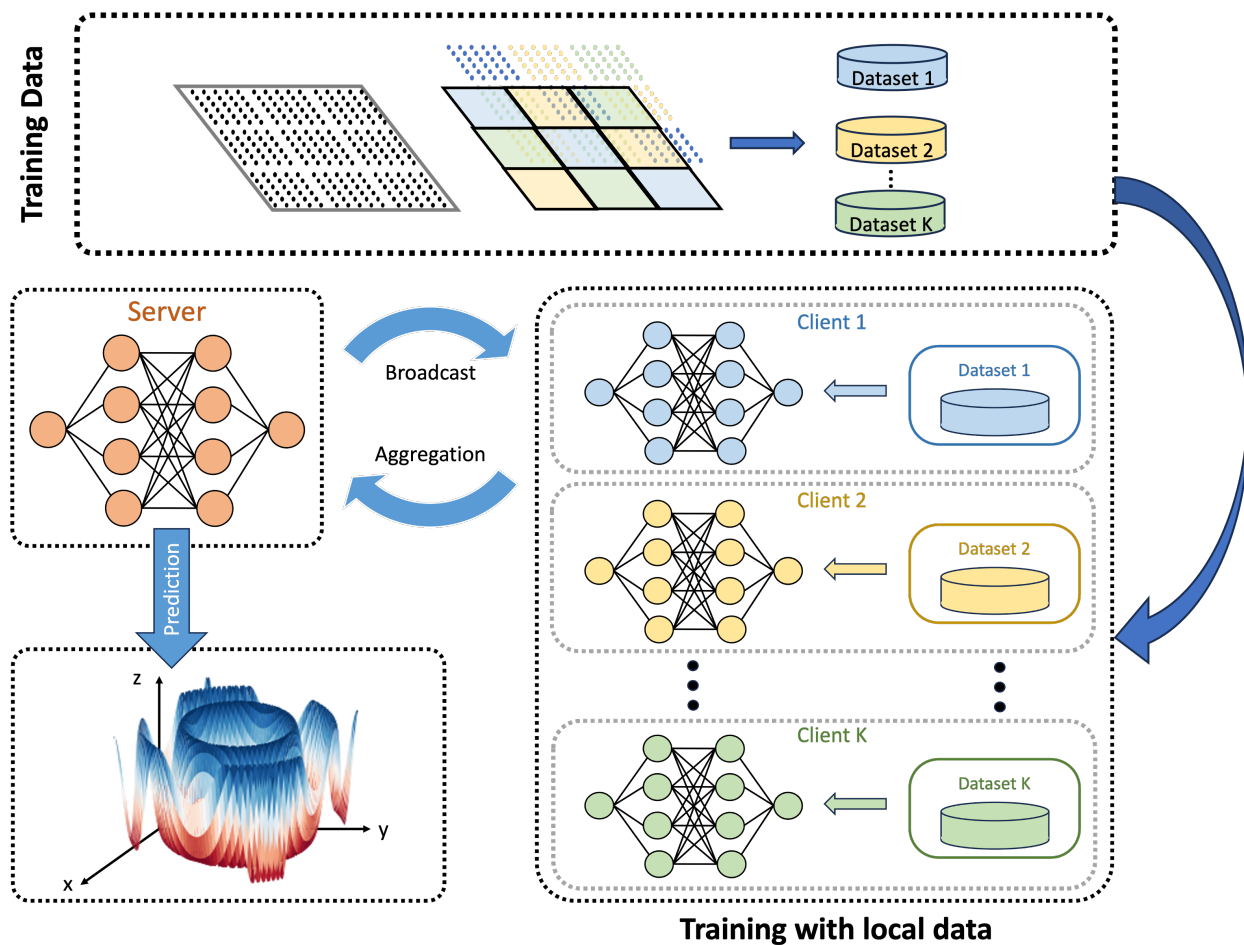 Training Data
Dataset 1
Dataset 2
Dataset K
Server
Broadcast
Aggregation
Prediction
z
y
x
Client 1
Dataset 1
Client 2
Dataset 2
Client K
Dataset K
Training with local data